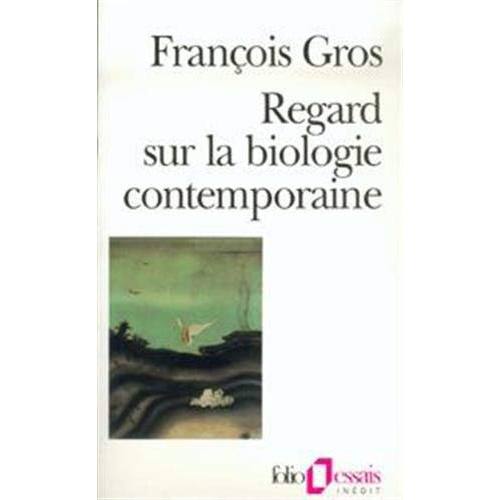 François Gros
Regard
sur la biologie
contemporaine
folio essais
INÉDIT